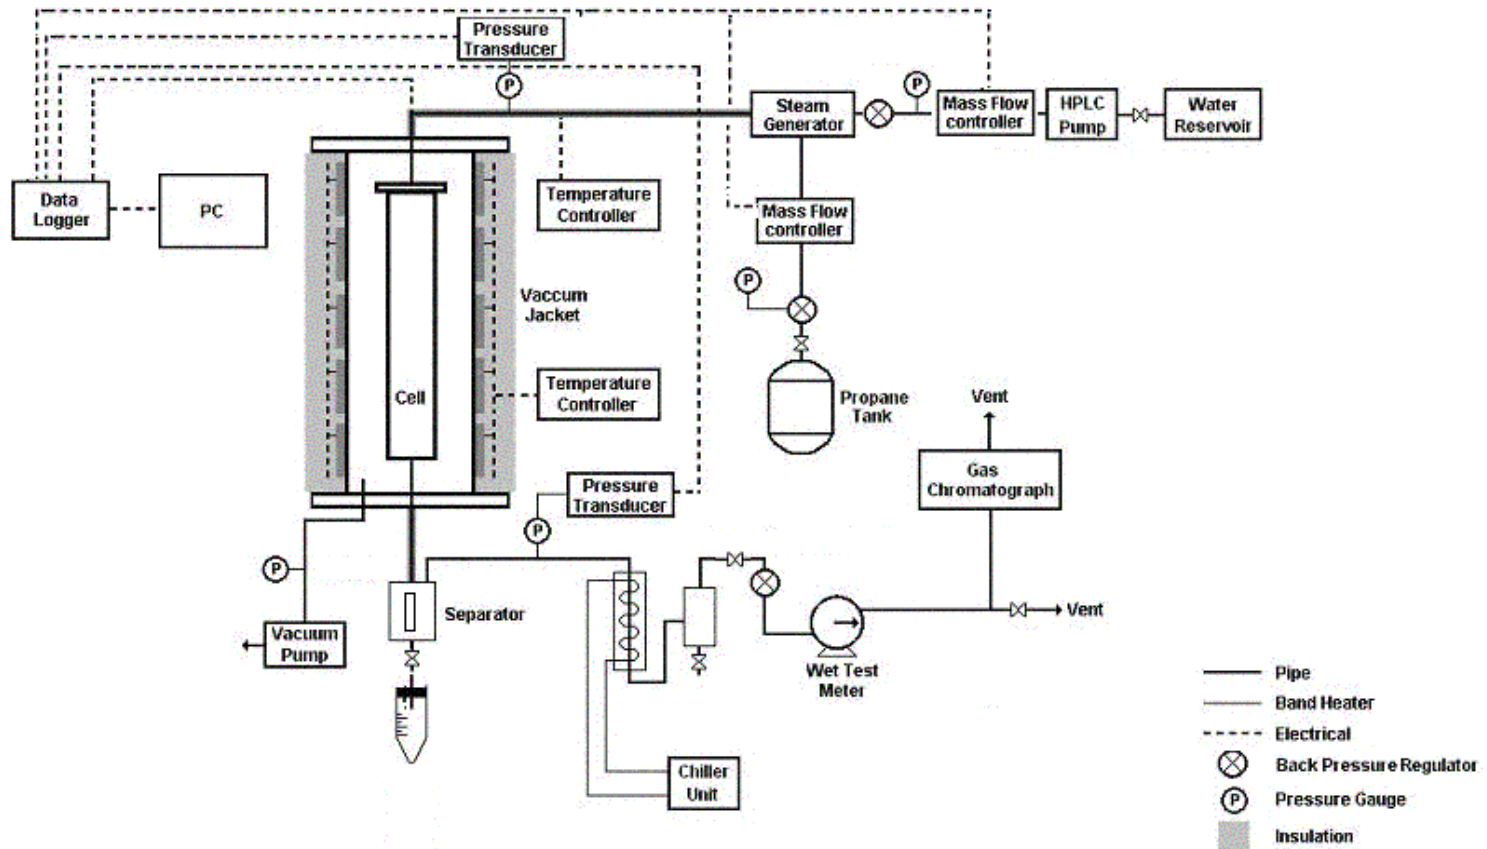 Pressure
Transducer
P
P
Steam
Generator
Mass Flow
controller
HPLC
Pump
Water
Reservoir
Data
Logger
PC
Temperature
Controller
Mass Flow
controller
P
Vaccum
Jacket
Cell
Temperature
Controller
Propane
Tank
Vent
Gas
Chromatograph
Pressure
Transducer
P
P
Separator
Vent
Vacuum
Pump
Wet Test
Meter
Chiller
Unit
Pipe
Band Heater
Electrical
Back Pressure Regulator
P
Pressure Gauge
Insulation